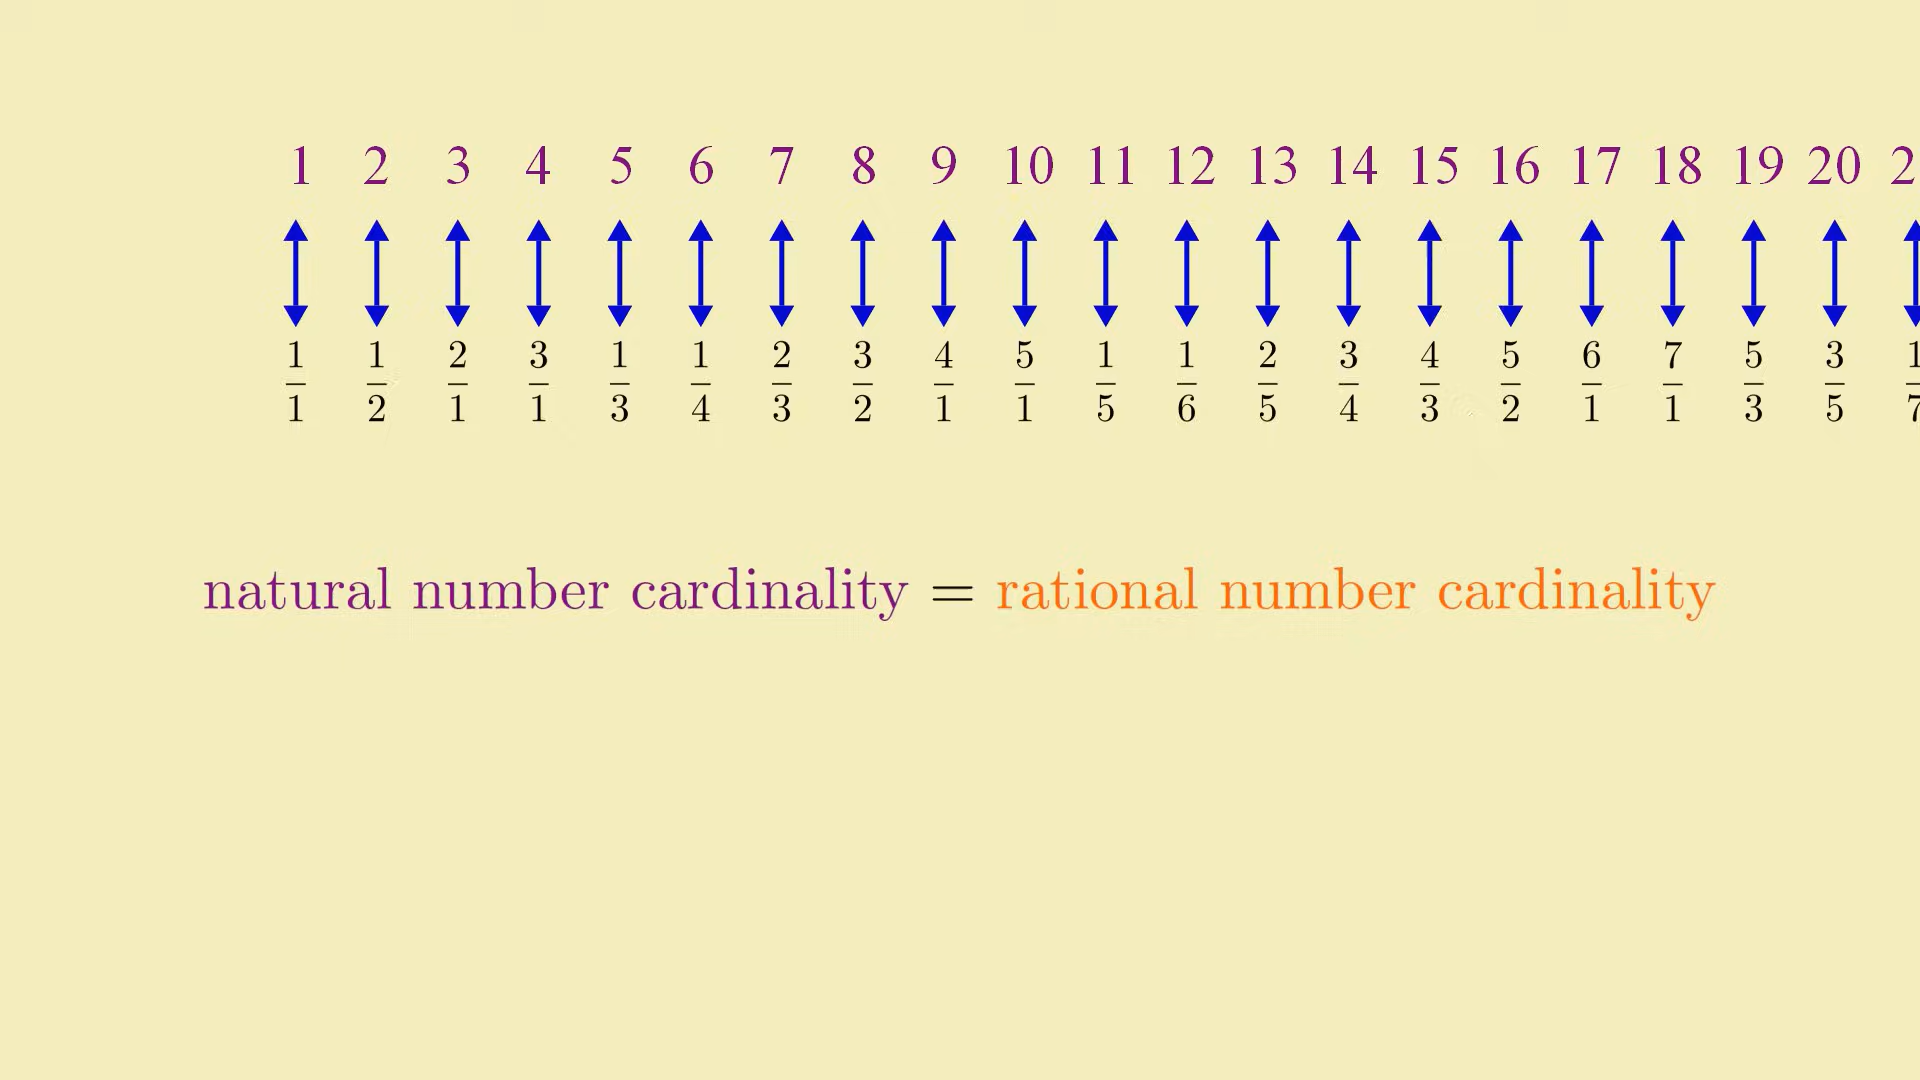 1 2 3 4 5 6 7 8 9 10 11 12 13 14 15 16 17 18 19 20 2
1/1 1/2 2/1 3/1 1/3 1/4 2/3 3/2 4/1 5/1 1/5 1/6 2/5 3/4 4/3 5/2 6/1 7/1 5/3 3/5 1/7
natural number cardinality = rational number cardinality